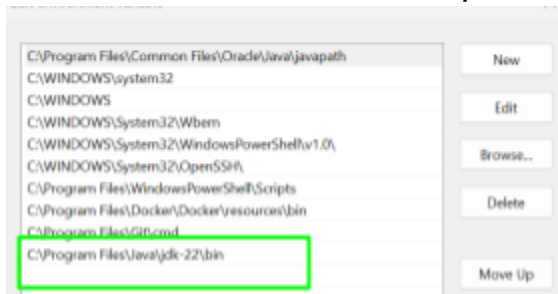 C:\Program Files\Common Files\Oracle\Java\javapath
New
C:\WINDOWS\system32
C:\WINDOWS
Edit
C:\WINDOWS\System32\Wbem
C:\WINDOWS\System32\WindowsPowerShell\v1.0\
Browse...
C:\WINDOWS\System32\OpenSSH\
C:\Program Files\WindowsPowerShell\Scripts
Delete
C:\Program Files\Docker\Docker\resources\bin
C:\Program Files\Git\cmd
C:\Program Files\Java\jdk-22\bin
Move Up